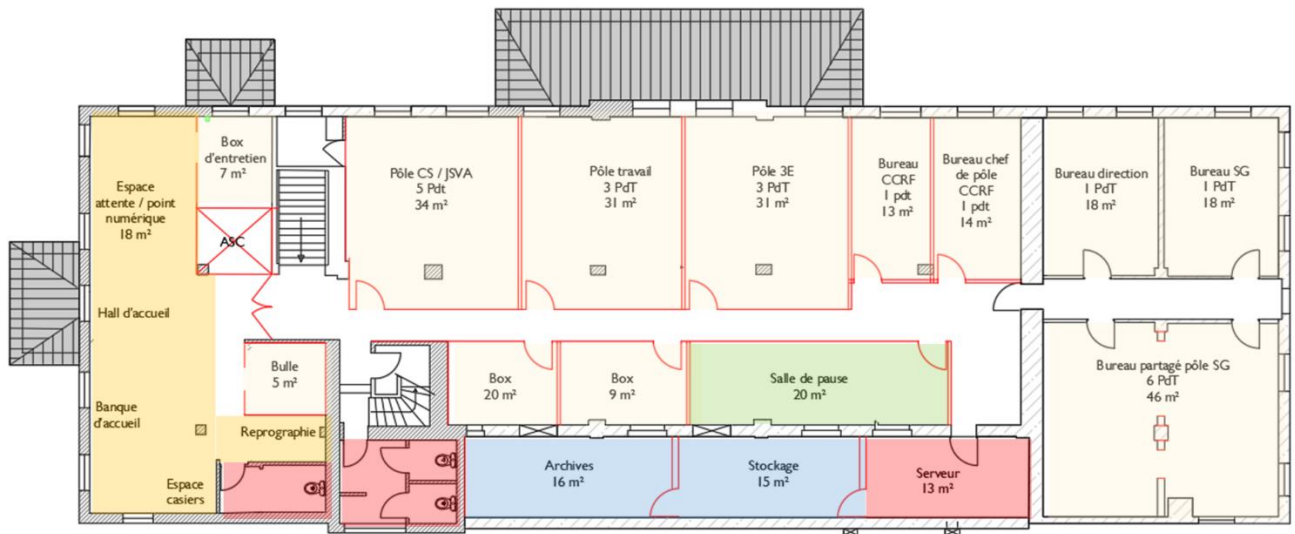 Box
d'entretien
7 m²
Espace
attente / point
numérique
18 m²
ASC
Pôle CS / JSVA
5 Pdt
34 m²
Pôle travail
3 PdT
31 m²
Pôle 3E
3 PdT
31 m²
Bureau
CCRF
1 pdt
13 m²
Bureau chef
de pôle
CCRF
1 pdt
14 m²
Bureau direction
1 PdT
18 m²
Bureau SG
1 PdT
18 m²
Hall d'accueil
Bulle
5 m²
Banque
d'accueil
Reprographie
Espace
casiers
Box
20 m²
Box
9 m²
Salle de pause
20 m²
Bureau partagé pôle SG
6 PdT
46 m²
Archives
16 m²
Stockage
15 m²
Serveur
13 m²